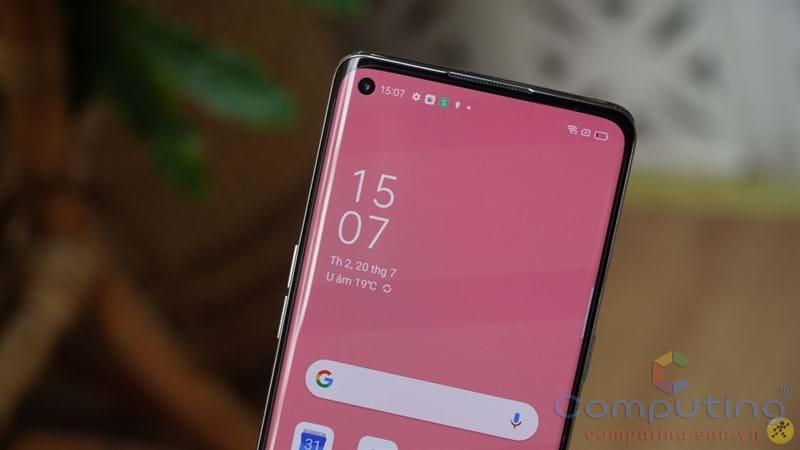 15:07
15
07
Th 2, 20 thg 7
U ám 19°C
G
31
Computing®
computing.edu.vn